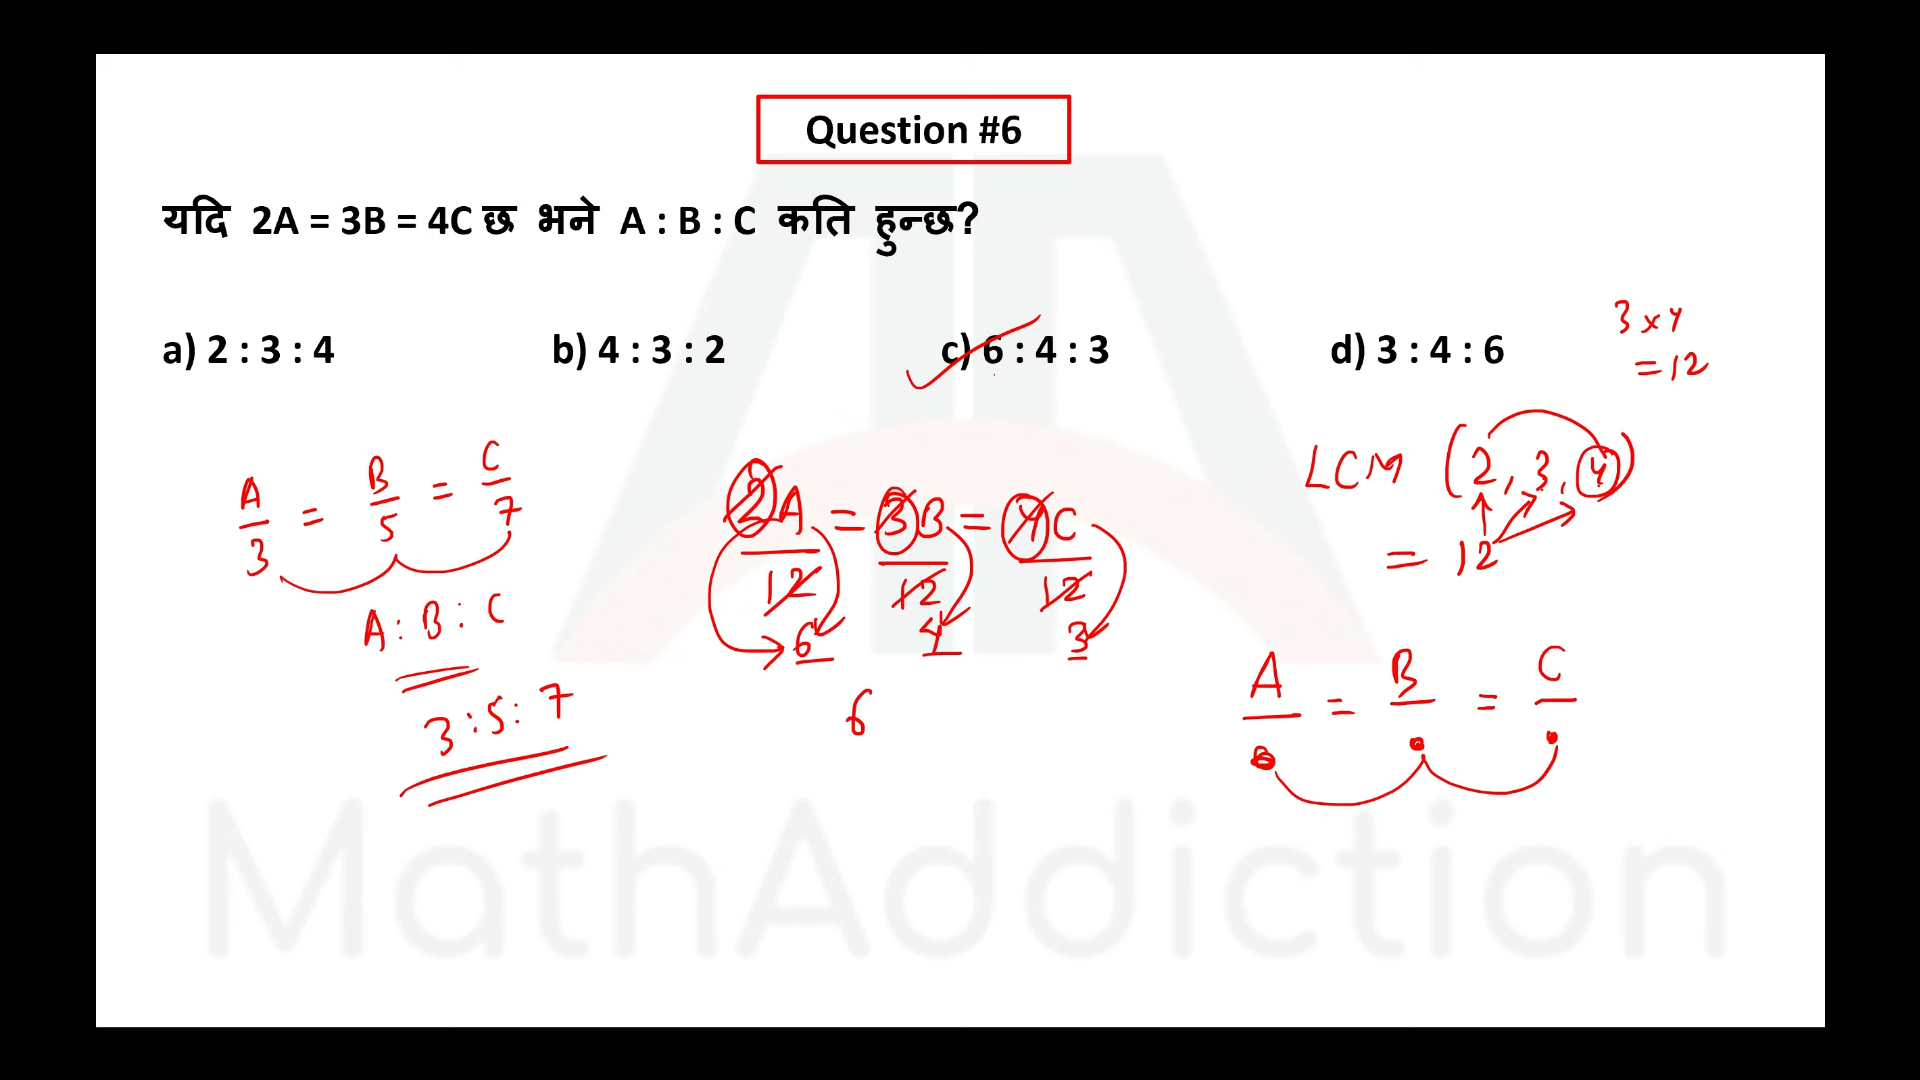 Question #6
यदि 2A = 3B = 4C छ भने A : B : C कति हुन्छ?
a) 2 : 3 : 4 b) 4 : 3 : 2 c) 6 : 4 : 3 d) 3 : 4 : 6
3 x 4
= 12
A/3 = B/5 = C/7
A : B : C
3 : 5 : 7
2A/12 = 3B/12 = 4C/12
6 4 3
6
LCM (2, 3, 4)
= 12
A = B = C
MathAddiction